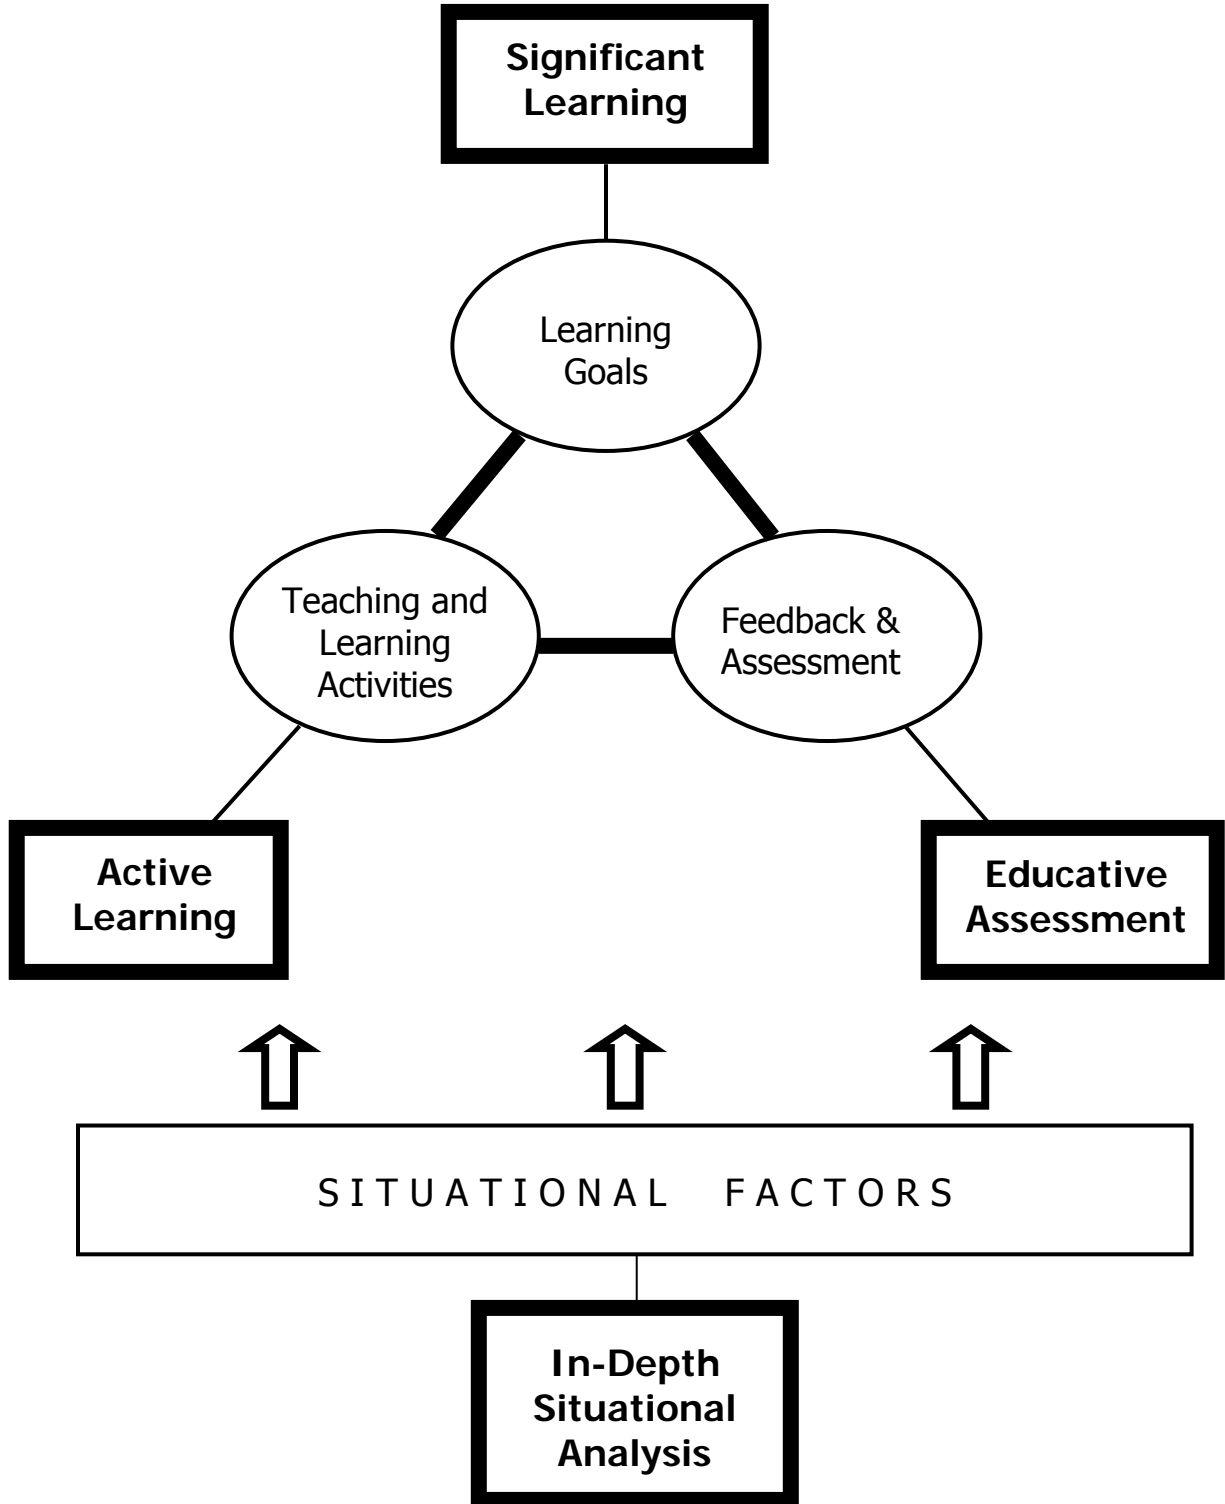 Significant
Learning
Learning
Goals
Teaching and
Learning
Activities
Feedback &
Assessment
Active
Learning
Educative
Assessment
SITUATIONAL FACTORS
In-Depth
Situational
Analysis